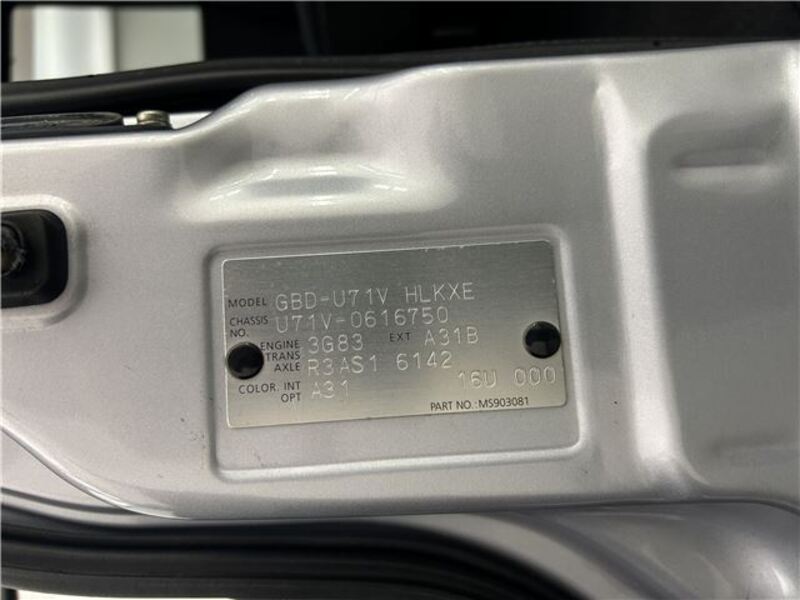 MODEL GBD-U71V HLKXE
CHASSIS NO. U71V-0616750
ENGINE 3G83 EXT A31B
TRANS AXLE R3AS1 6142
COLOR. INT A31 16U 000
OPT
PART NO.: MS903081